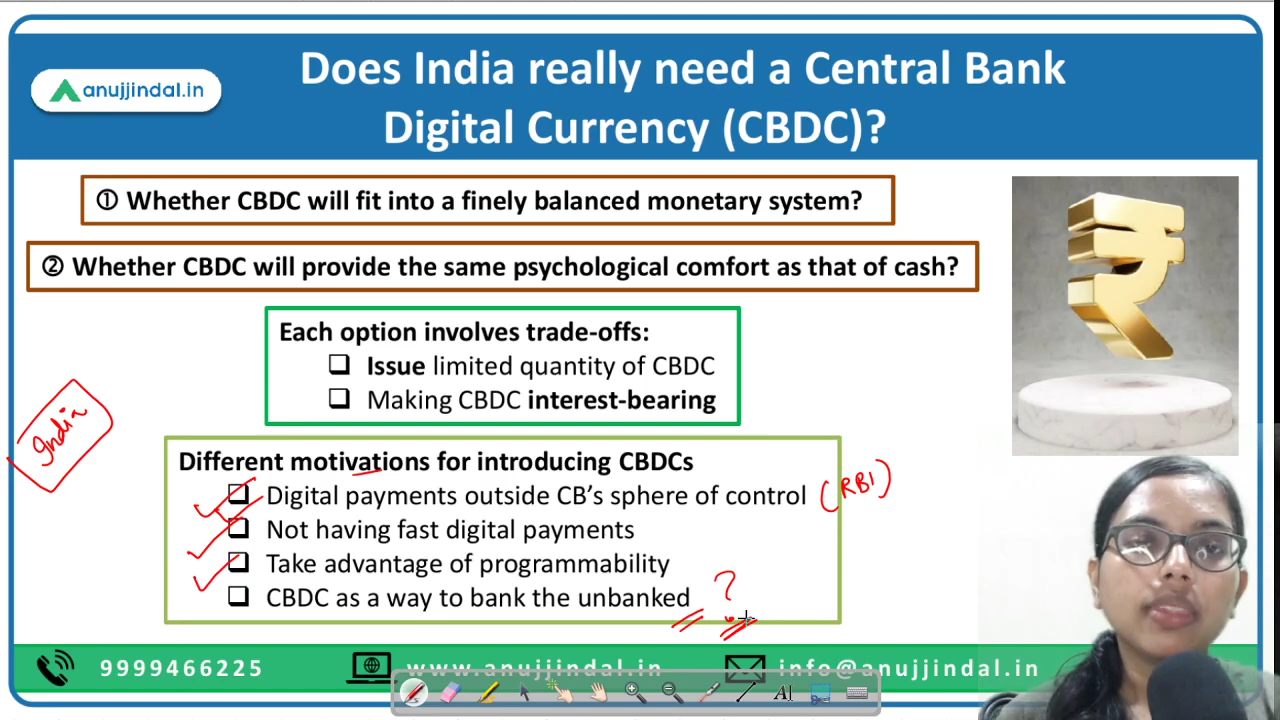 Does India really need a Central Bank
Digital Currency (CBDC)?
anujjindal.in
① Whether CBDC will fit into a finely balanced monetary system?
② Whether CBDC will provide the same psychological comfort as that of cash?
Each option involves trade-offs:
❑ Issue limited quantity of CBDC
❑ Making CBDC interest-bearing
India
Different motivations for introducing CBDCs
❑ Digital payments outside CB's sphere of control (RBI)
❑ Not having fast digital payments
❑ Take advantage of programmability
❑ CBDC as a way to bank the unbanked ?
9999466225
www.anujjindal.in
info@anujjindal.in
A